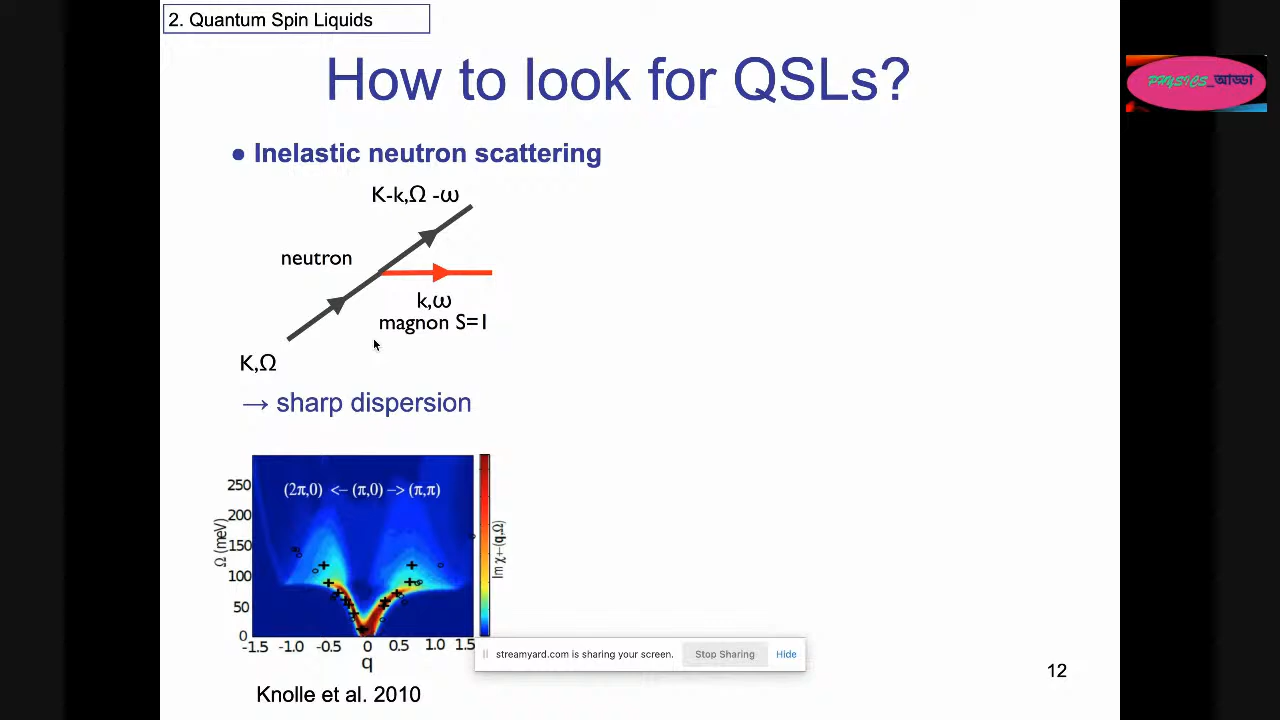 2. Quantum Spin Liquids
How to look for QSLs?
PHYSICS_আড্ডা
● Inelastic neutron scattering
K-k,Ω -ω
neutron
k,ω
magnon S=1
K,Ω
→ sharp dispersion
(2π,0) <− (π,0) −> (π,π)
250
200
150
100
50
0
Ω (meV)
-1.5 -1.0 -0.5 0 0.5 1.0 1.5
q
Im χ+−(q,Ω)
streamyard.com is sharing your screen. Stop Sharing Hide
Knolle et al. 2010
12